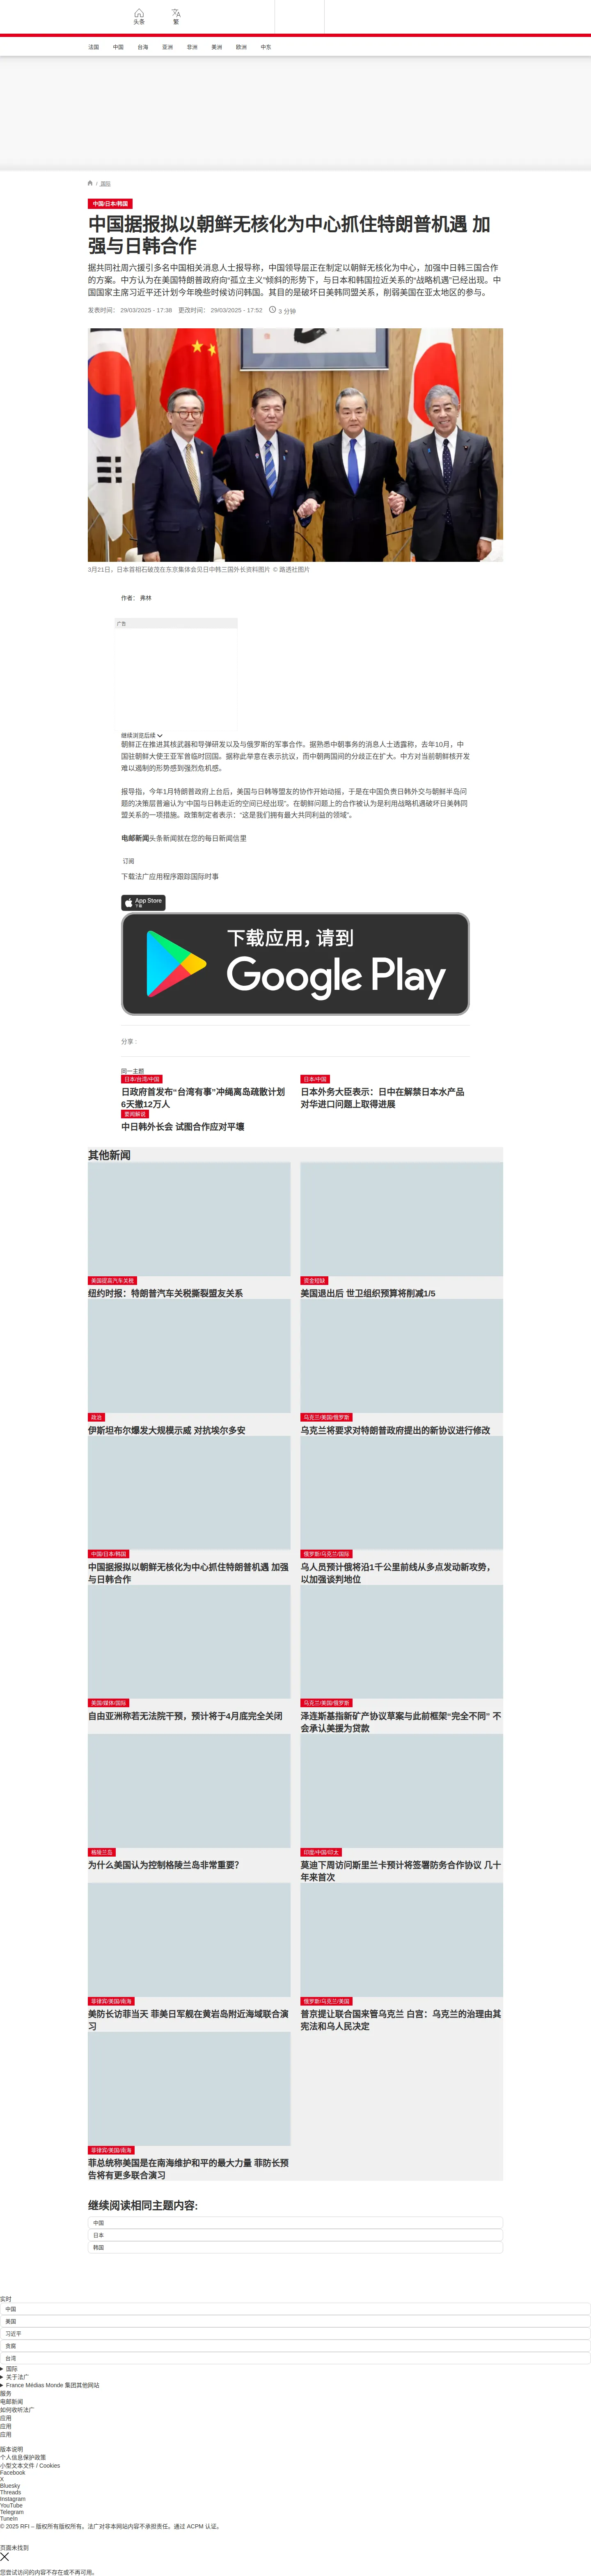 头条
繁
法国 中国 台海 亚洲 非洲 美洲 欧洲 中东
/ 国际
中国/日本/韩国
中国据报拟以朝鲜无核化为中心抓住特朗普机遇 加
强与日韩合作
据共同社周六援引多名中国相关消息人士报导称，中国领导层正在制定以朝鲜无核化为中心，加强中日韩三国合作
的方案。中方认为在美国特朗普政府向“孤立主义”倾斜的形势下，与日本和韩国拉近关系的“战略机遇”已经出现。中
国国家主席习近平还计划今年晚些时候访问韩国。其目的是破坏日美韩同盟关系，削弱美国在亚太地区的参与。
发表时间： 29/03/2025 - 17:38 更改时间： 29/03/2025 - 17:52 3 分钟
3月21日，日本首相石破茂在东京集体会见日中韩三国外长资料图片 © 路透社图片
作者： 弗林
广告
继续浏览后续
朝鲜正在推进其核武器和导弹研发以及与俄罗斯的军事合作。据熟悉中朝事务的消息人士透露称，去年10月，中
国驻朝鲜大使王亚军曾临时回国。据称此举意在表示抗议，而中朝两国间的分歧正在扩大。中方对当前朝鲜核开发
难以遏制的形势感到强烈危机感。
报导指，今年1月特朗普政府上台后，美国与日韩等盟友的协作开始动摇，于是在中国负责日韩外交与朝鲜半岛问
题的决策层普遍认为“中国与日韩走近的空间已经出现”。在朝鲜问题上的合作被认为是利用战略机遇破坏日美韩同
盟关系的一项措施。政策制定者表示：“这是我们拥有最大共同利益的领域”。
电邮新闻头条新闻就在您的每日新闻信里
订阅
下载法广应用程序跟踪国际时事
App Store
下载
下载应用，请到
Google Play
分享 :
同一主题
日本/台湾/中国
日政府首发布“台湾有事”冲绳离岛疏散计划
6天撤12万人
日本/中国
日本外务大臣表示：日中在解禁日本水产品
对华进口问题上取得进展
要闻解说
中日韩外长会 试图合作应对平壤
其他新闻
美国提高汽车关税
纽约时报：特朗普汽车关税撕裂盟友关系
资金短缺
美国退出后 世卫组织预算将削减1/5
政治
伊斯坦布尔爆发大规模示威 对抗埃尔多安
乌克兰/美国/俄罗斯
乌克兰将要求对特朗普政府提出的新协议进行修改
中国/日本/韩国
中国据报拟以朝鲜无核化为中心抓住特朗普机遇 加强
与日韩合作
俄罗斯/乌克兰/国际
乌人员预计俄将沿1千公里前线从多点发动新攻势，
以加强谈判地位
美国/媒体/国际
自由亚洲称若无法院干预，预计将于4月底完全关闭
乌克兰/美国/俄罗斯
泽连斯基指新矿产协议草案与此前框架“完全不同” 不
会承认美援为贷款
格陵兰岛
为什么美国认为控制格陵兰岛非常重要？
印度/中国/印太
莫迪下周访问斯里兰卡预计将签署防务合作协议 几十
年来首次
菲律宾/美国/南海
美防长访菲当天 菲美日军舰在黄岩岛附近海域联合演
习
俄罗斯/乌克兰/美国
普京提让联合国来管乌克兰 白宫：乌克兰的治理由其
宪法和乌人民决定
菲律宾/美国/南海
菲总统称美国是在南海维护和平的最大力量 菲防长预
告将有更多联合演习
继续阅读相同主题内容:
中国
日本
韩国
实时
中国
美国
习近平
贪腐
台湾
国际
关于法广
France Médias Monde 集团其他网站
服务
电邮新闻
如何收听法广
应用
应用
应用
版本说明
个人信息保护政策
小型文本文件 / Cookies
Facebook
X
Bluesky
Threads
Instagram
YouTube
Telegram
TuneIn
© 2025 RFI – 版权所有版权所有。法广对非本网站内容不承担责任。通过 ACPM 认证。
页面未找到
您尝试访问的内容不存在或不再可用。